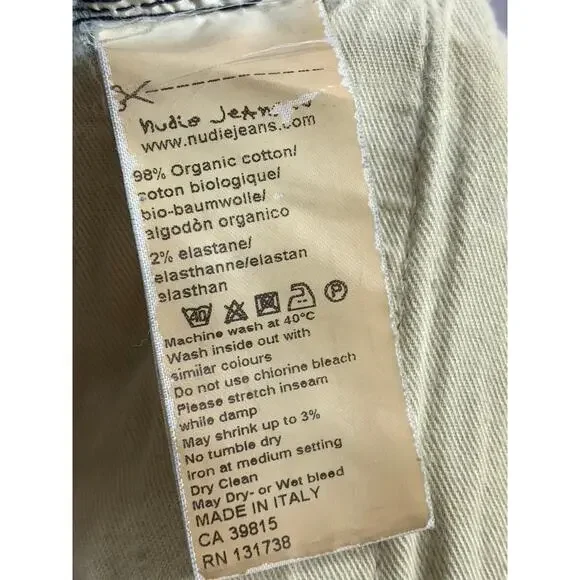 nudie jeans co
www.nudiejeans.com
98% Organic cotton/
coton biologique/
bio-baumwolle/
algodòn organico
2% elastane/
elasthanne/elastan
elasthan
40 P
Machine wash at 40°C
Wash inside out with
similar colours
Do not use chlorine bleach
Please stretch inseam
while damp
May shrink up to 3%
No tumble dry
Iron at medium setting
Dry Clean
May Dry- or Wet bleed
MADE IN ITALY
CA 39815
RN 131738